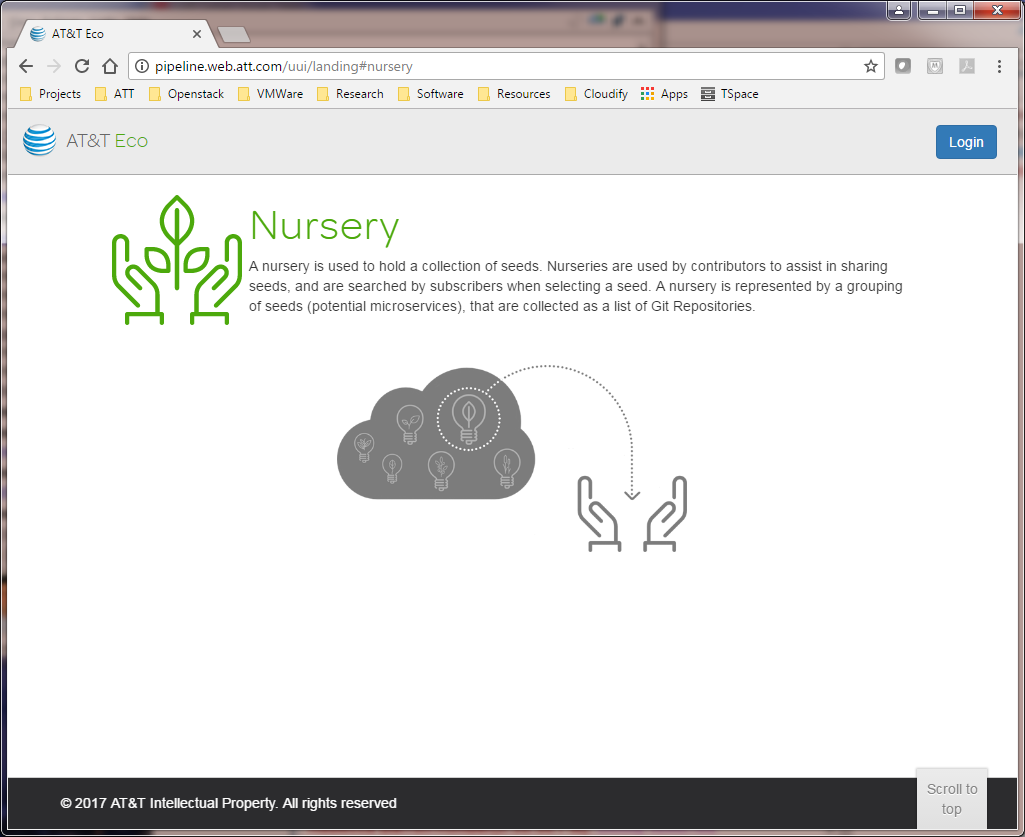 AT&T Eco
pipeline.web.att.com/uui/landing#nursery
Projects ATT Openstack VMWare Research Software Resources Cloudify Apps TSpace
AT&T Eco
Login
Nursery
A nursery is used to hold a collection of seeds. Nurseries are used by contributors to assist in sharing
seeds, and are searched by subscribers when selecting a seed. A nursery is represented by a grouping
of seeds (potential microservices), that are collected as a list of Git Repositories.
© 2017 AT&T Intellectual Property. All rights reserved
Scroll to
top